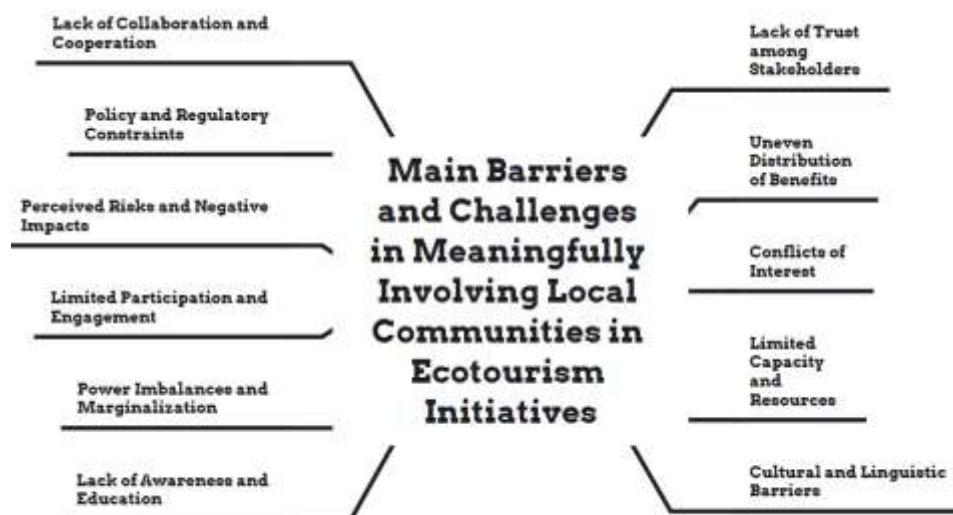 Lack of Collaboration and
Cooperation
Policy and Regulatory
Constraints
Perceived Risks and Negative
Impacts
Limited Participation and
Engagement
Power Imbalances and
Marginalization
Lack of Awareness and
Education
Main Barriers
and Challenges
in Meaningfully
Involving Local
Communities in
Ecotourism
Initiatives
Lack of Trust
among
Stakeholders
Uneven
Distribution
of Benefits
Conflicts of
Interest
Limited
Capacity
and
Resources
Cultural and Linguistic
Barriers